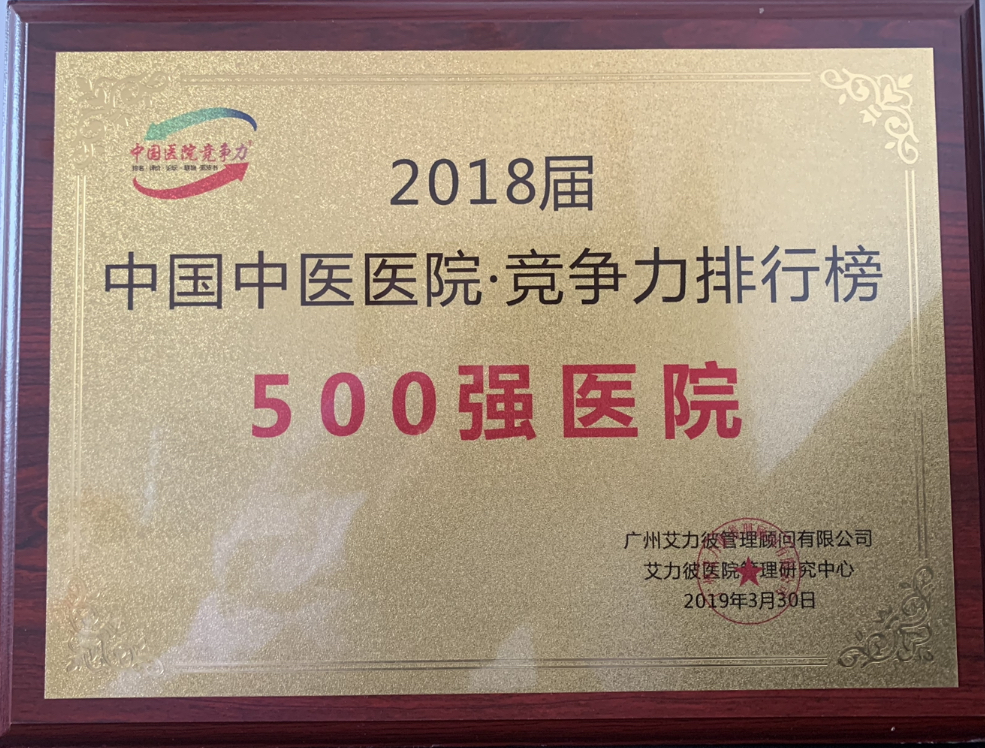 中国医院竞争力
2018届
中国中医医院·竞争力排行榜
500强医院
广州艾力彼管理顾问有限公司
艾力彼医院管理研究中心
2019年3月30日